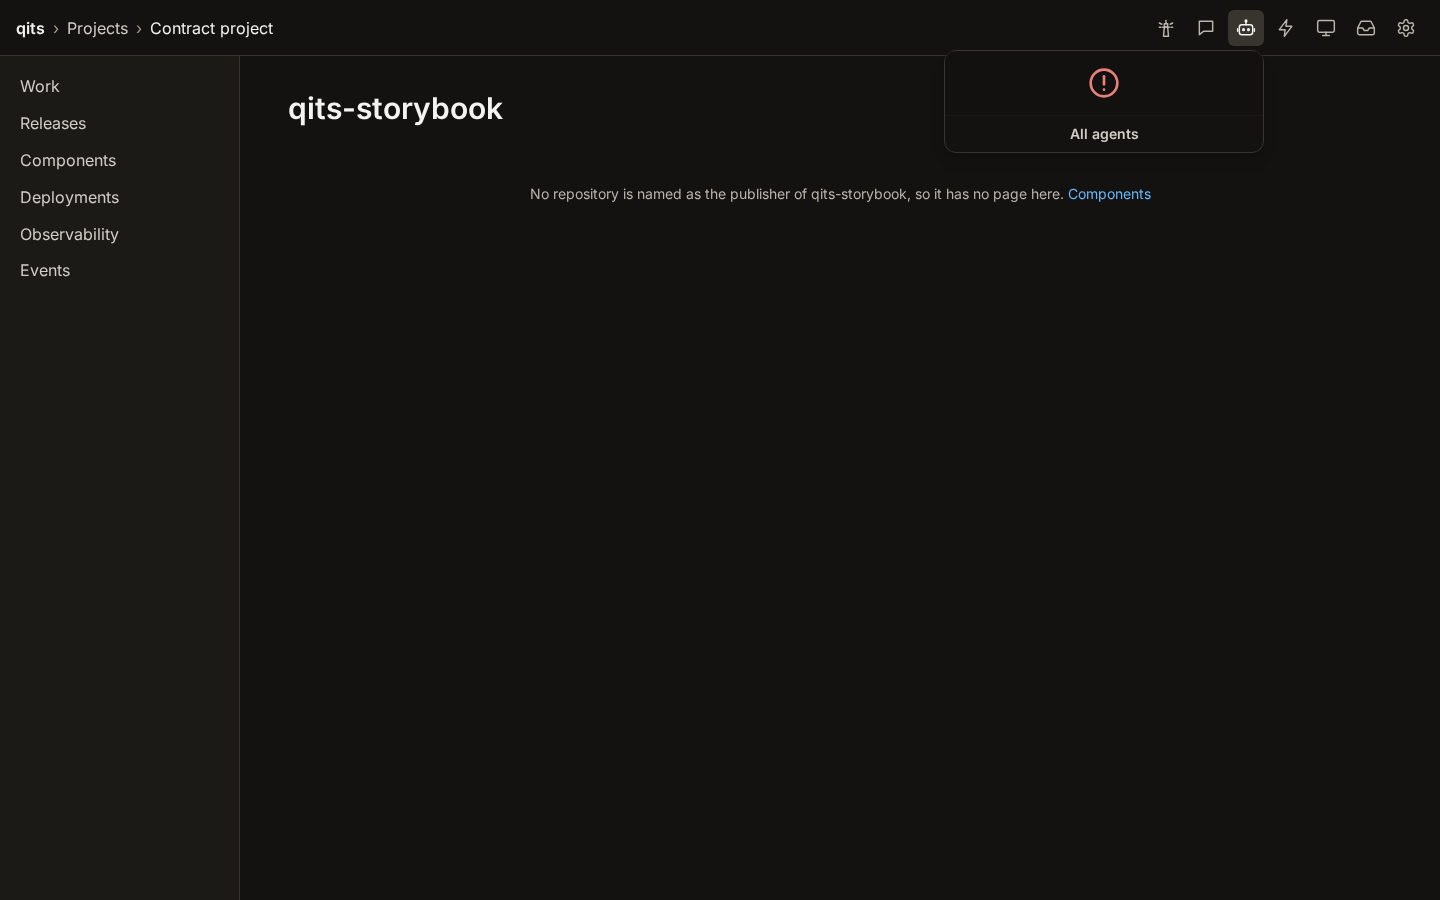 qits › Projects › Contract project
Work
Releases
Components
Deployments
Observability
Events
qits-storybook
All agents
No repository is named as the publisher of qits-storybook, so it has no page here. Components